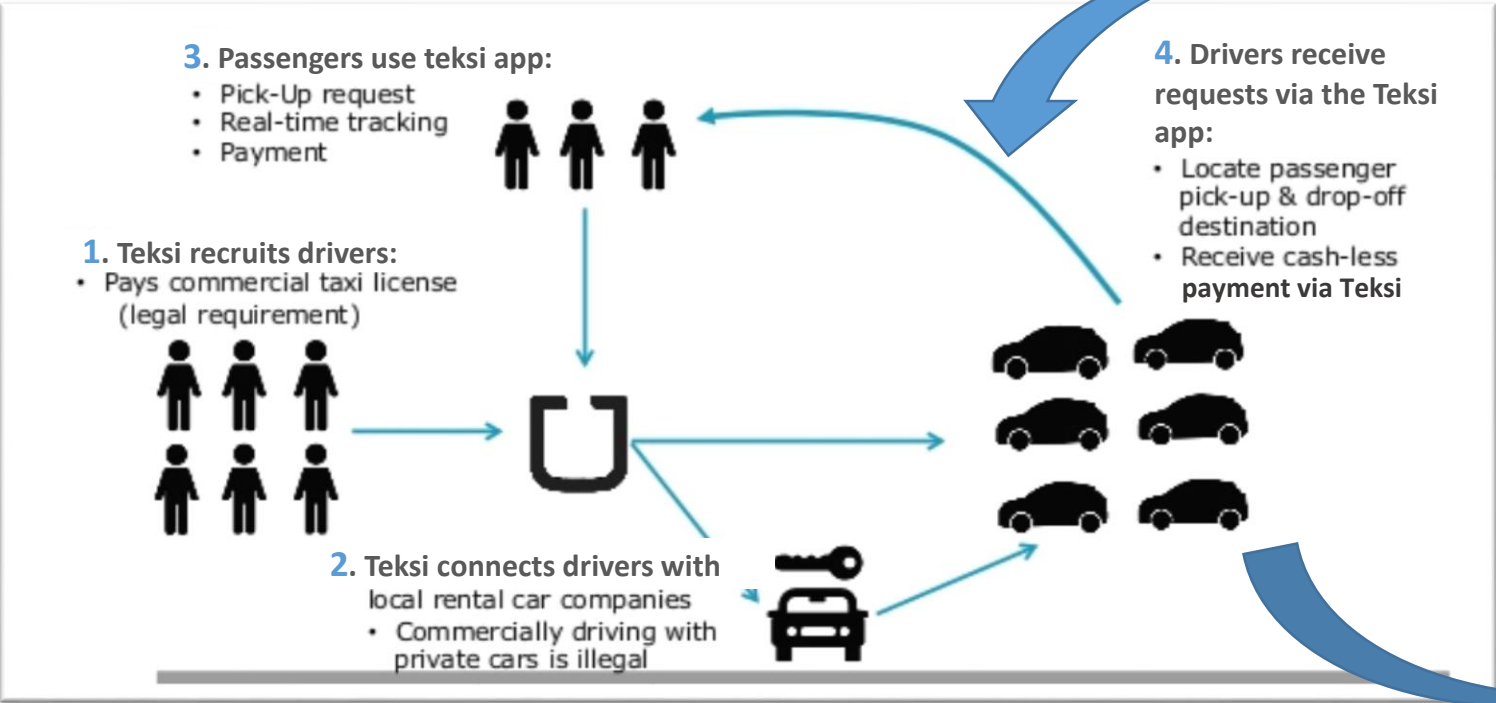 3. Passengers use teksi app:
• Pick-Up request
• Real-time tracking
• Payment
1. Teksi recruits drivers:
• Pays commercial taxi license
(legal requirement)
2. Teksi connects drivers with
local rental car companies
• Commercially driving with
private cars is illegal
4. Drivers receive
requests via the Teksi
app:
• Locate passenger
pick-up & drop-off
destination
• Receive cash-less
payment via Teksi